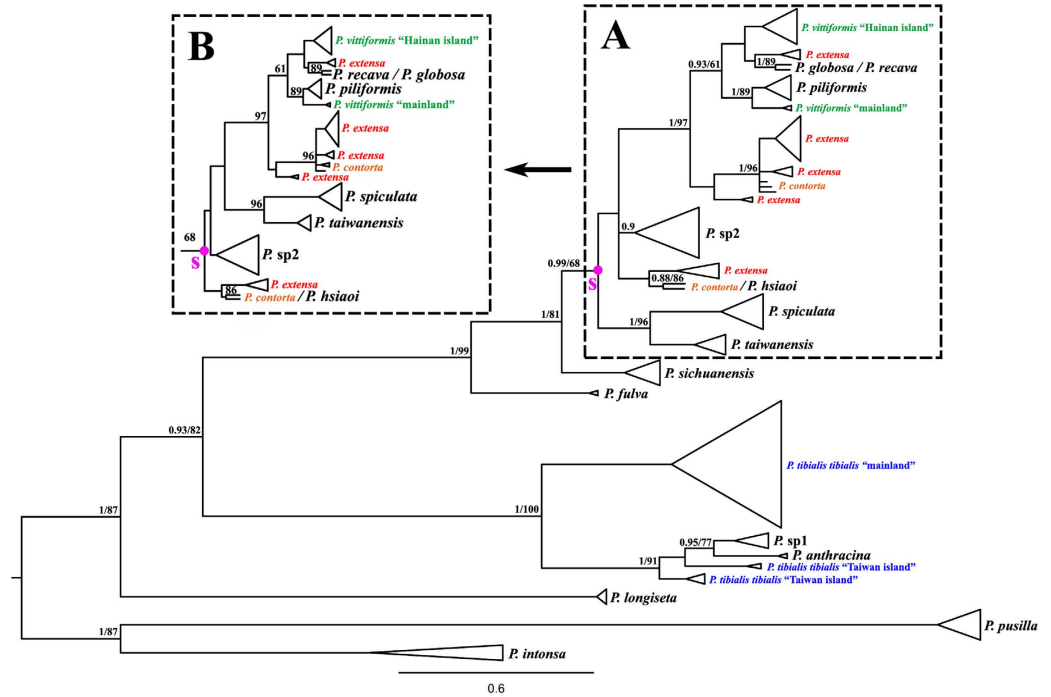 B
P. vittiformis “Hainan island”
61
P. extensa
89
P. recava / P. globosa
P. piliformis
89
P. vittiformis “mainland”
97
P. extensa
96
P. extensa
P. contorta
P. extensa
P. spiculata
96
P. taiwanensis
68
S
P. sp2
P. extensa
86
P. contorta / P. hsiaoi
A
P. vittiformis “Hainan island”
0.93/61
P. extensa
1/89
P. globosa / P. recava
P. piliformis
1/89
P. vittiformis “mainland”
1/97
P. extensa
1/96
P. extensa
P. contorta
P. extensa
0.9
P. sp2
0.99/68
S
P. extensa
0.88/86
P. contorta / P. hsiaoi
P. spiculata
1/96
P. taiwanensis
1/81
1/99
P. sichuanensis
P. fulva
0.93/82
P. tibialis tibialis “mainland”
1/87
1/100
P. sp1
0.95/77
P. anthracina
1/91
P. tibialis tibialis “Taiwan island”
P. tibialis tibialis “Taiwan island”
P. longiseta
1/87
P. pusilla
P. intonsa
0.6